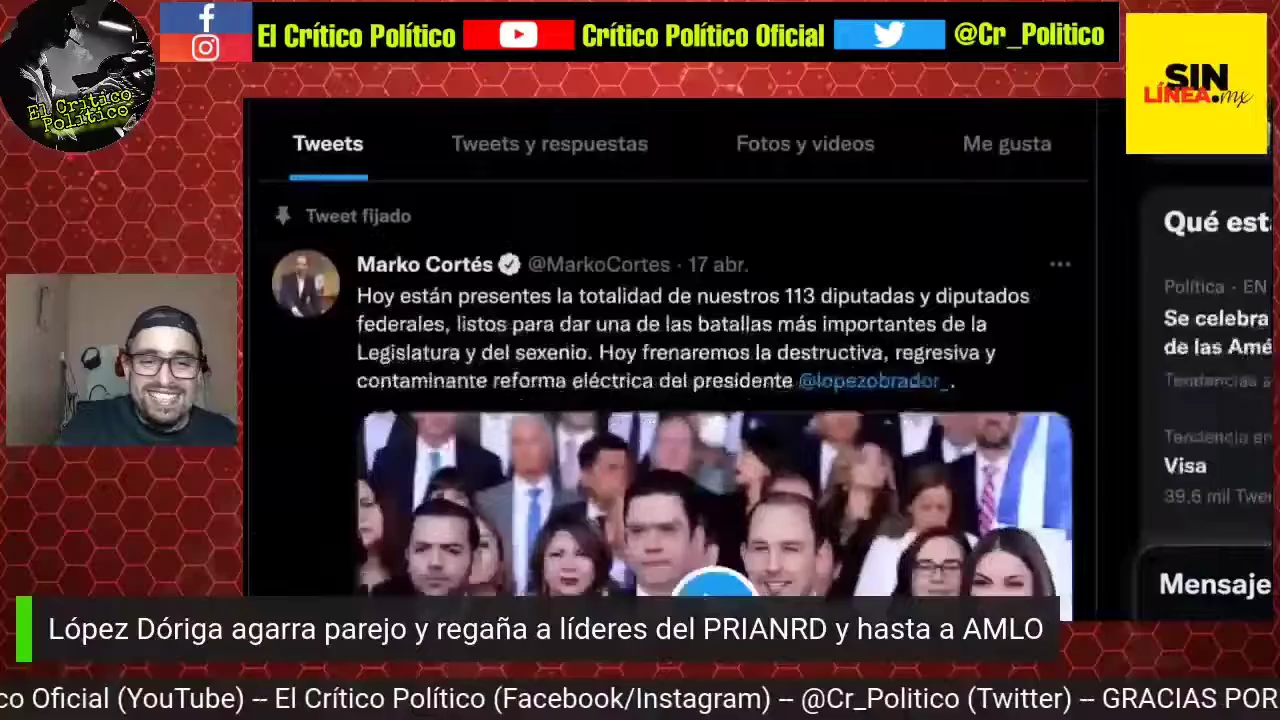 El Crítico Político
Crítico Político Oficial
@Cr_Politico
El Crítico
Político
SIN
LÍNEA.mx
Tweets
Tweets y respuestas
Fotos y videos
Me gusta
Tweet fijado
Marko Cortés @MarkoCortes · 17 abr.
Hoy están presentes la totalidad de nuestros 113 diputadas y diputados
federales, listos para dar una de las batallas más importantes de la
Legislatura y del sexenio. Hoy frenaremos la destructiva, regresiva y
contaminante reforma eléctrica del presidente @lopezobrador_.
Qué est
Política · EN
Se celebra
de las Amé
Tendencias
Tendencia en
Visa
39,6 mil Twe
Mensaje
López Dóriga agarra parejo y regaña a líderes del PRIANRD y hasta a AMLO
co Oficial (YouTube) -- El Crítico Político (Facebook/Instagram) -- @Cr_Politico (Twitter) -- GRACIAS POR